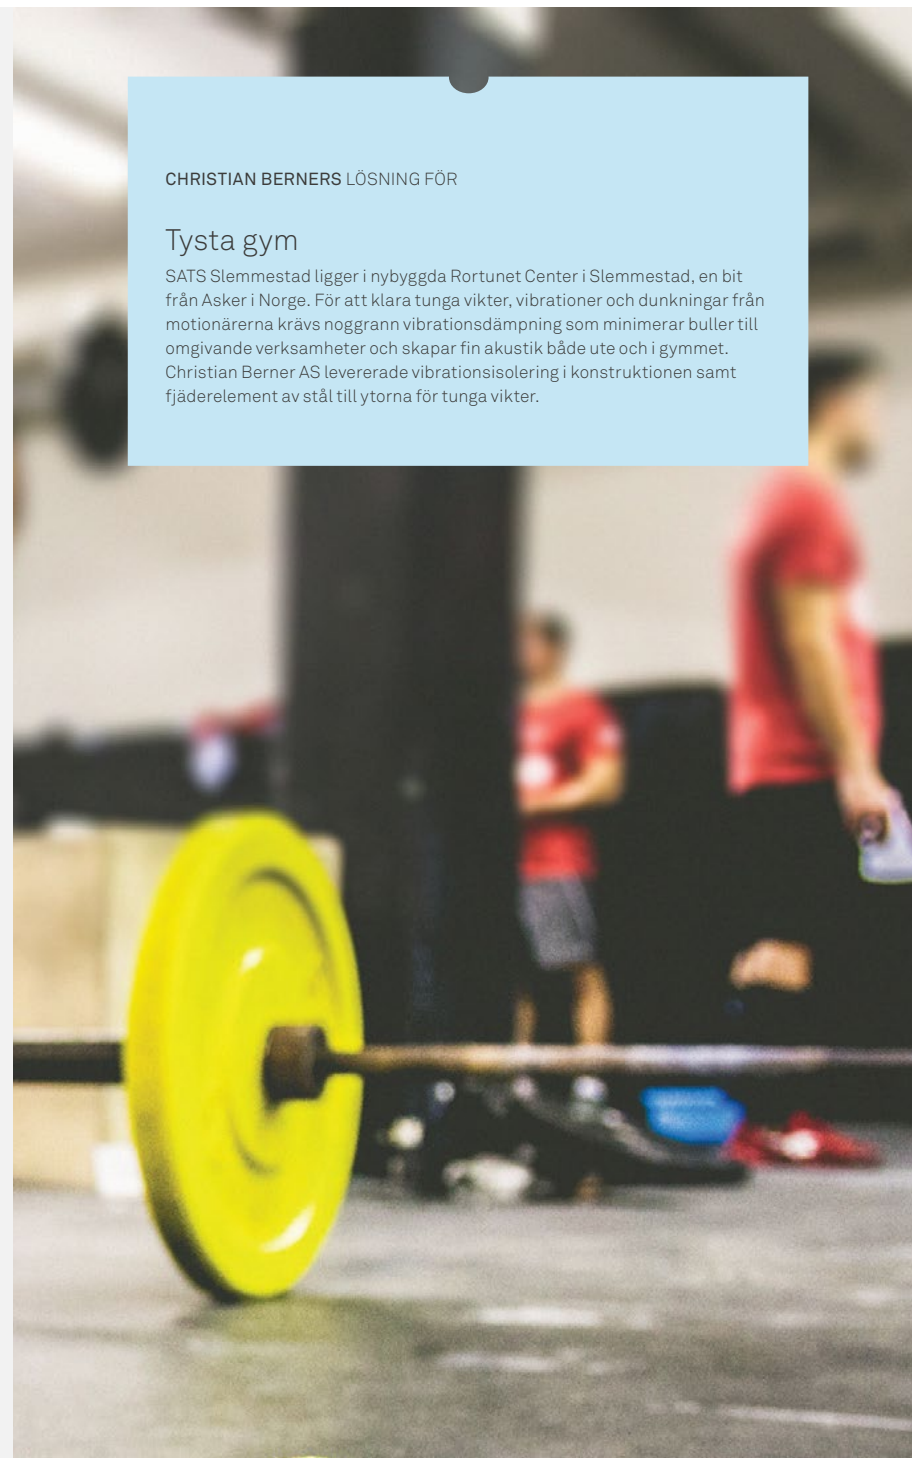 CHRISTIAN BERNERS LÖSNING FÖR
Tysta gym
SATS Slemmestad ligger i nybyggda Rortunet Center i Slemmestad, en bit
från Asker i Norge. För att klara tunga vikter, vibrationer och dunkningar från
motionärerna krävs noggrann vibrationsdämpning som minimerar buller till
omgivande verksamheter och skapar fin akustik både ute och i gymmet.
Christian Berner AS levererade vibrationsisolering i konstruktionen samt
fjäderelement av stål till ytorna för tunga vikter.